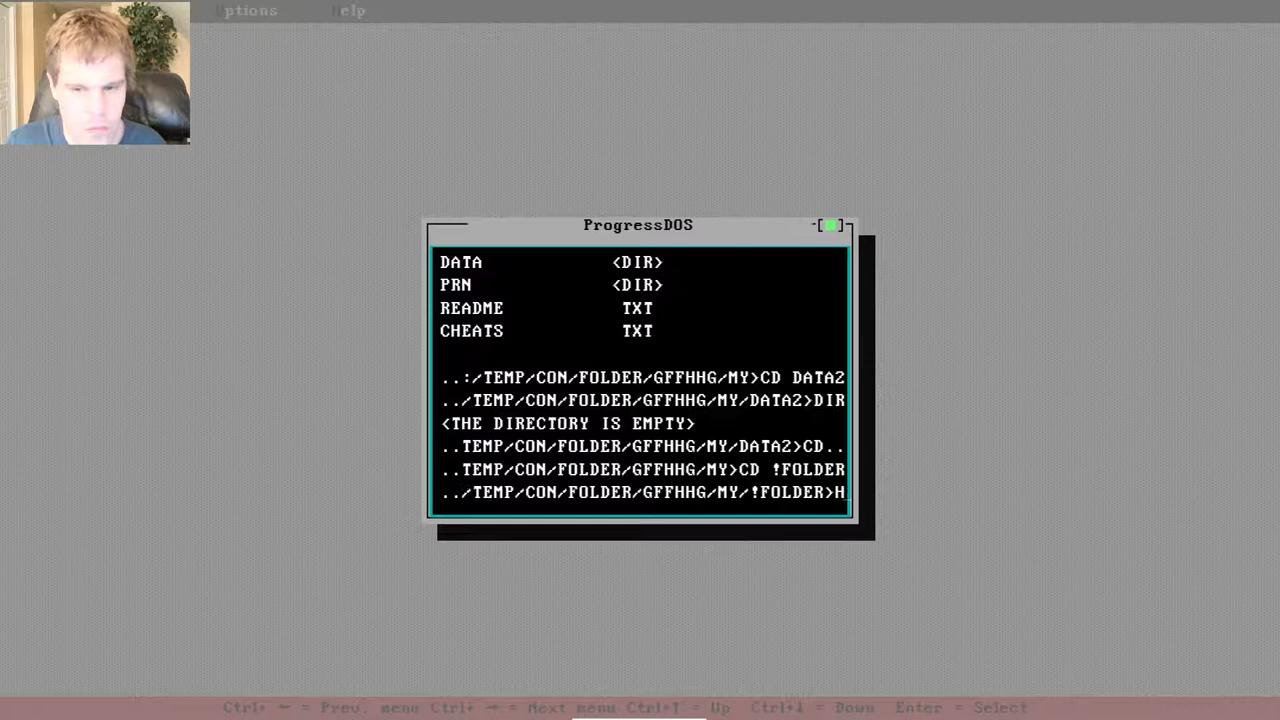 ptions elp
ProgressDOS
DATA <DIR>
PRN <DIR>
README TXT
CHEATS TXT
..:/TEMP/CON/FOLDER/GFFHHG/MY>CD DATA2
../TEMP/CON/FOLDER/GFFHHG/MY/DATA2>DIR
<THE DIRECTORY IS EMPTY>
..TEMP/CON/FOLDER/GFFHHG/MY/DATA2>CD..
..TEMP/CON/FOLDER/GFFHHG/MY>CD !FOLDER
../TEMP/CON/FOLDER/GFFHHG/MY/!FOLDER>H_
Ctrl+ ← = Prev. menu Ctrl+ → = Next menu Ctrl+↑ = Up Ctrl+↓ = Down Enter = Select